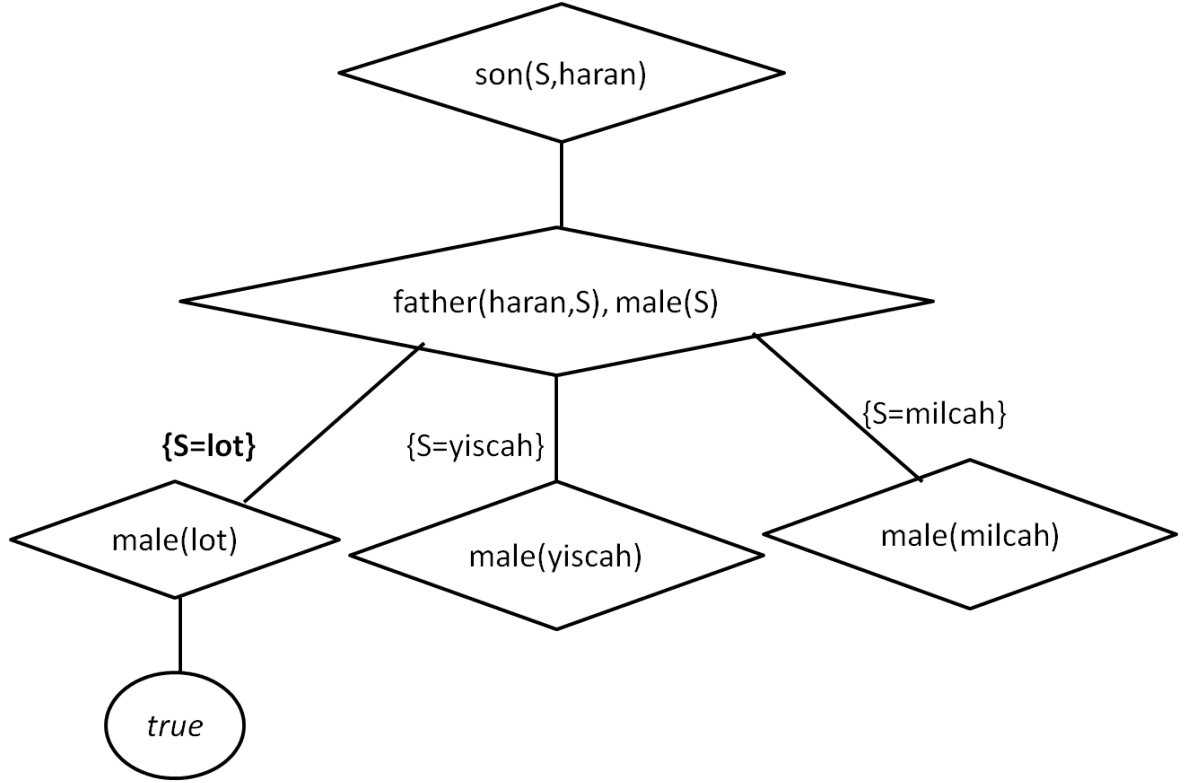 son(S,haran)
father(haran,S), male(S)
{S=lot}
{S=yiscah}
{S=milcah}
male(lot)
male(yiscah)
male(milcah)
true